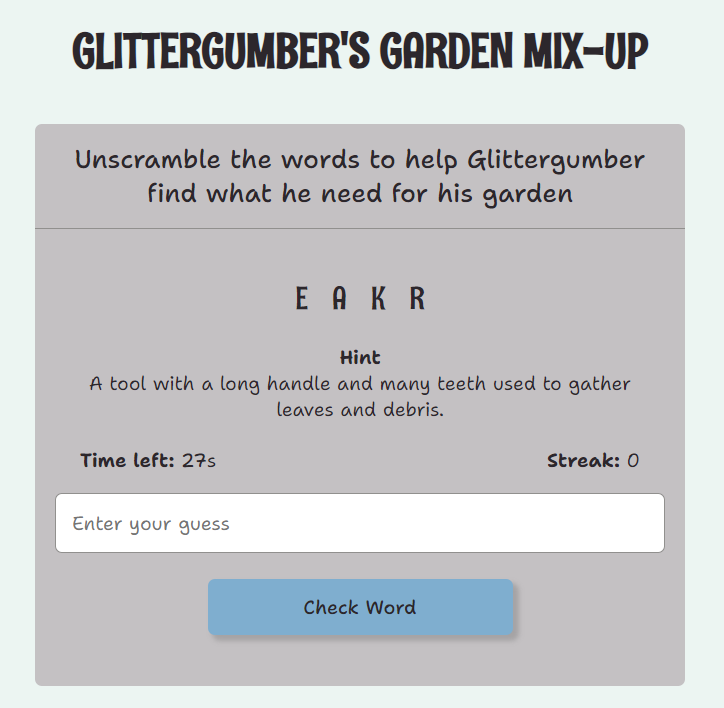 GLITTERGUMBER'S GARDEN MIX-UP
Unscramble the words to help Glittergumber
find what he need for his garden
E A K R
Hint
A tool with a long handle and many teeth used to gather
leaves and debris.
Time left: 27s Streak: 0
Enter your guess
Check Word